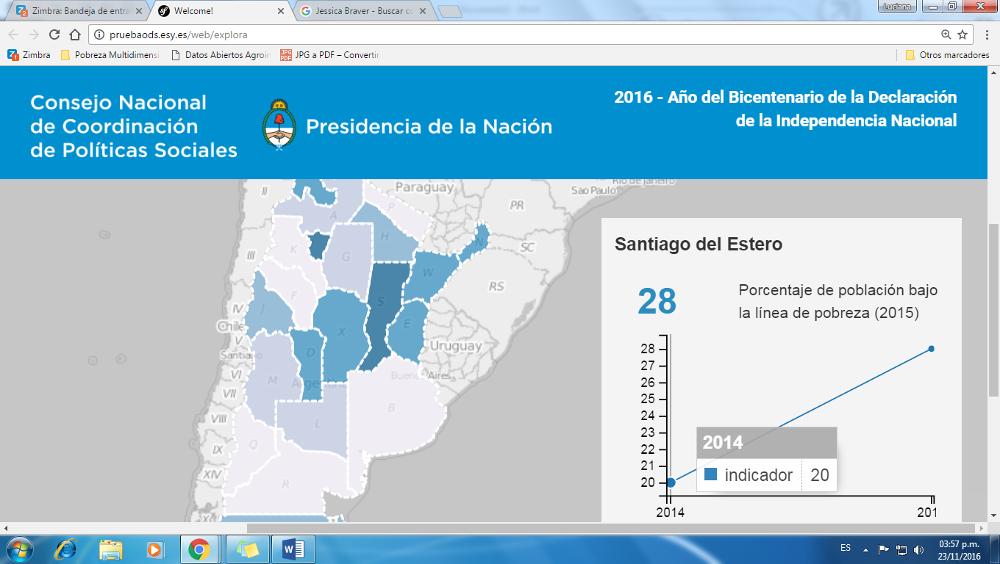 Zimbra: Bandeja de entra
Welcome!
Jessica Braver - Buscar co
Luciana
pruebaods.esy.es/web/explora
Zimbra
Pobreza Multidimensi
Datos Abiertos Agroin
JPG a PDF – Convertir
Otros marcadores
Consejo Nacional
de Coordinación
de Políticas Sociales
Presidencia de la Nación
2016 - Año del Bicentenario de la Declaración
de la Independencia Nacional
II
Paraguay
Rio de Janeiro
Sao Paulo
P
PR
A
H
N
III
K
G
SC
W
RS
F
IV
J
S
Chile
X
E
V
Uruguay
Santiago
D
VI
M
Argentina
Buenos Aires
VII
B
VIII
L
IX
Q
XIV
R
Santiago del Estero
28
Porcentaje de población bajo
la línea de pobreza (2015)
28
27
26
25
24
23
22
21
20
2014
indicador 20
2014
201
ES
03:57 p.m.
23/11/2016